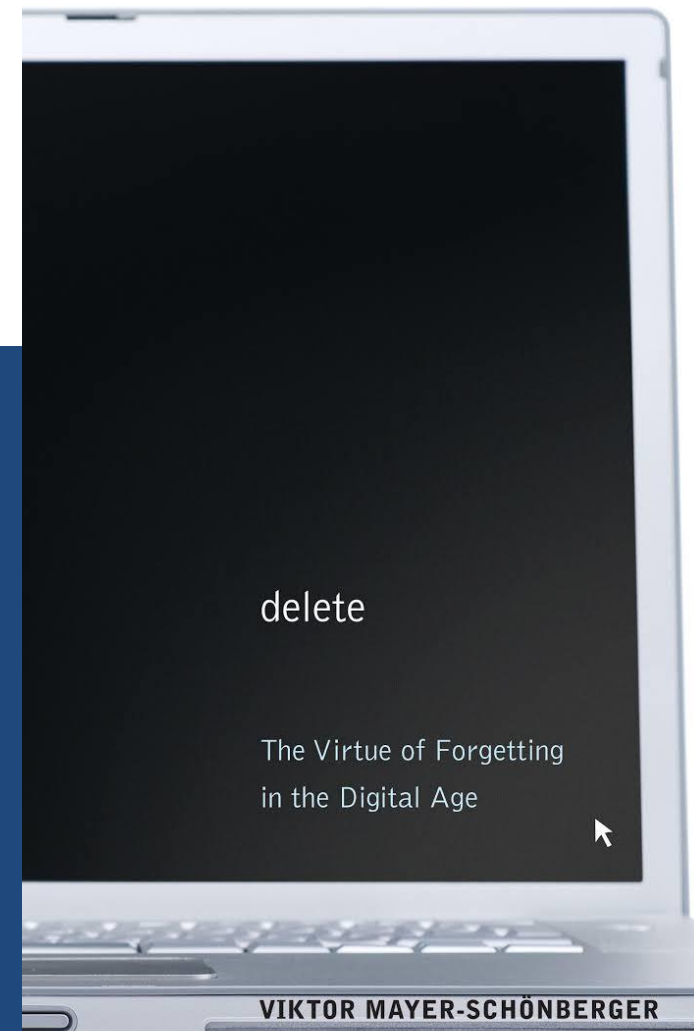 delete
The Virtue of Forgetting
in the Digital Age
VIKTOR MAYER-SCHÖNBERGER